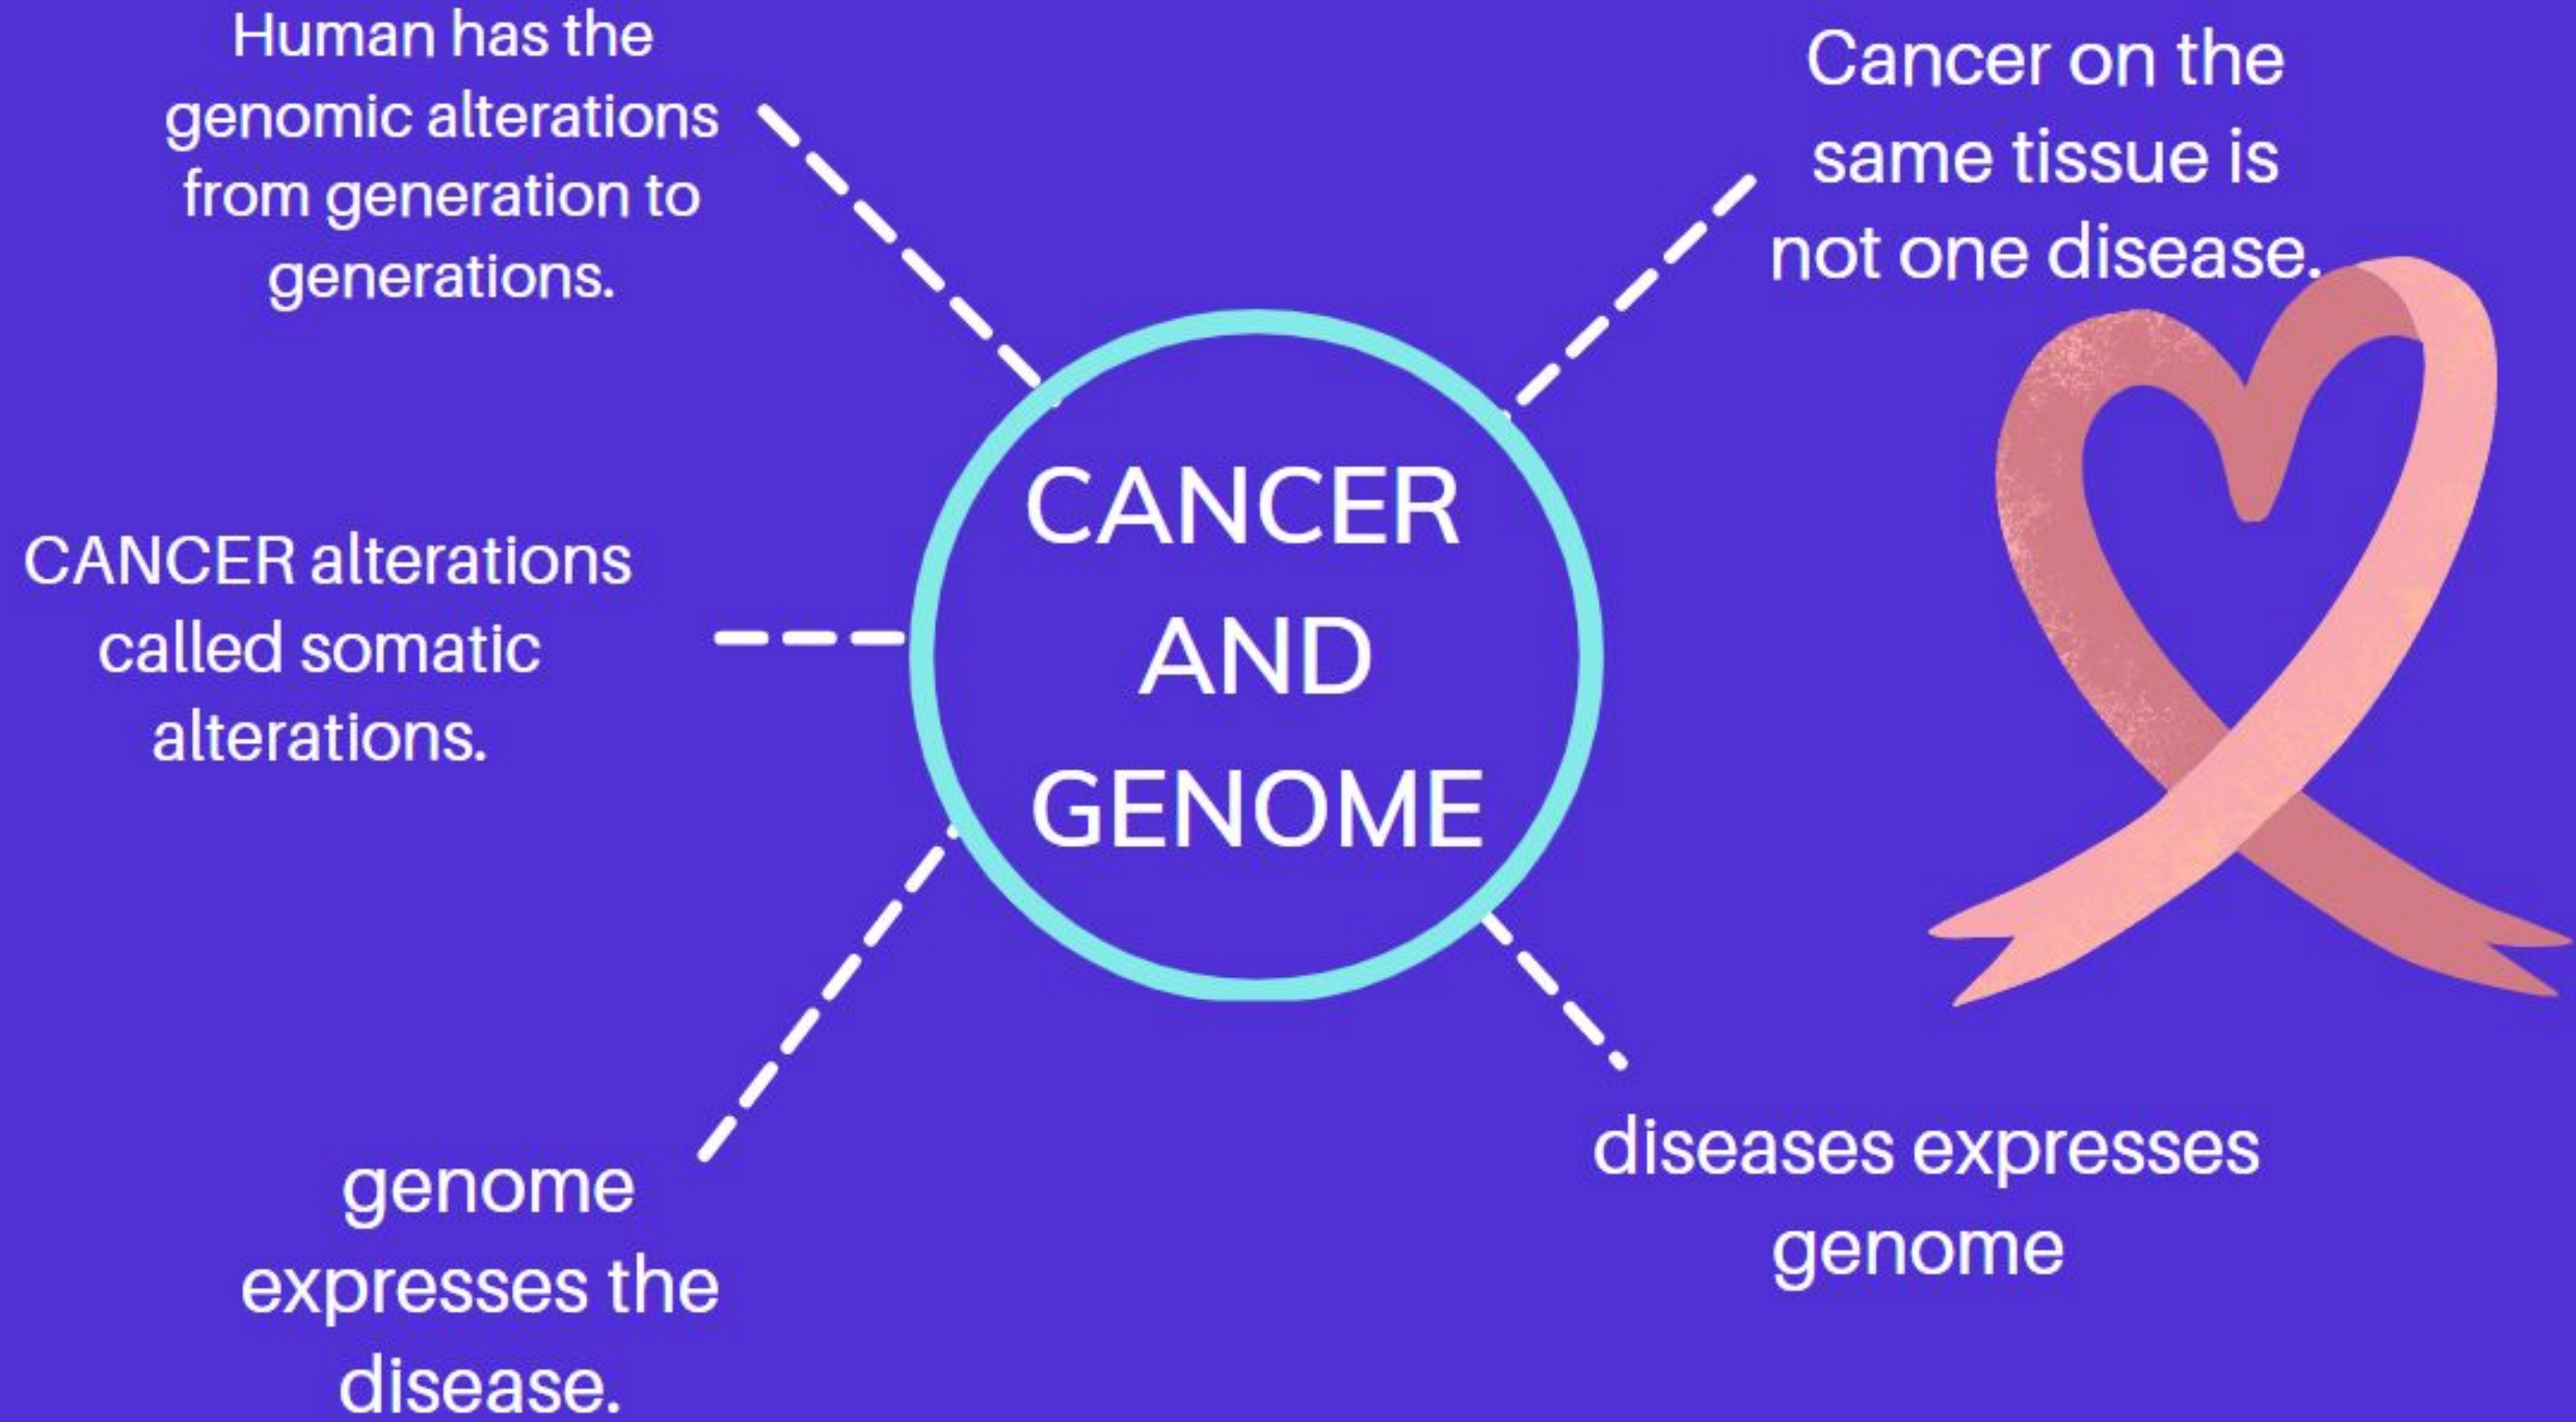 Human has the
genomic alterations
from generation to
generations.
Cancer on the
same tissue is
not one disease.
CANCER
AND
GENOME
CANCER alterations
called somatic
alterations.
genome
expresses the
disease.
diseases expresses
genome